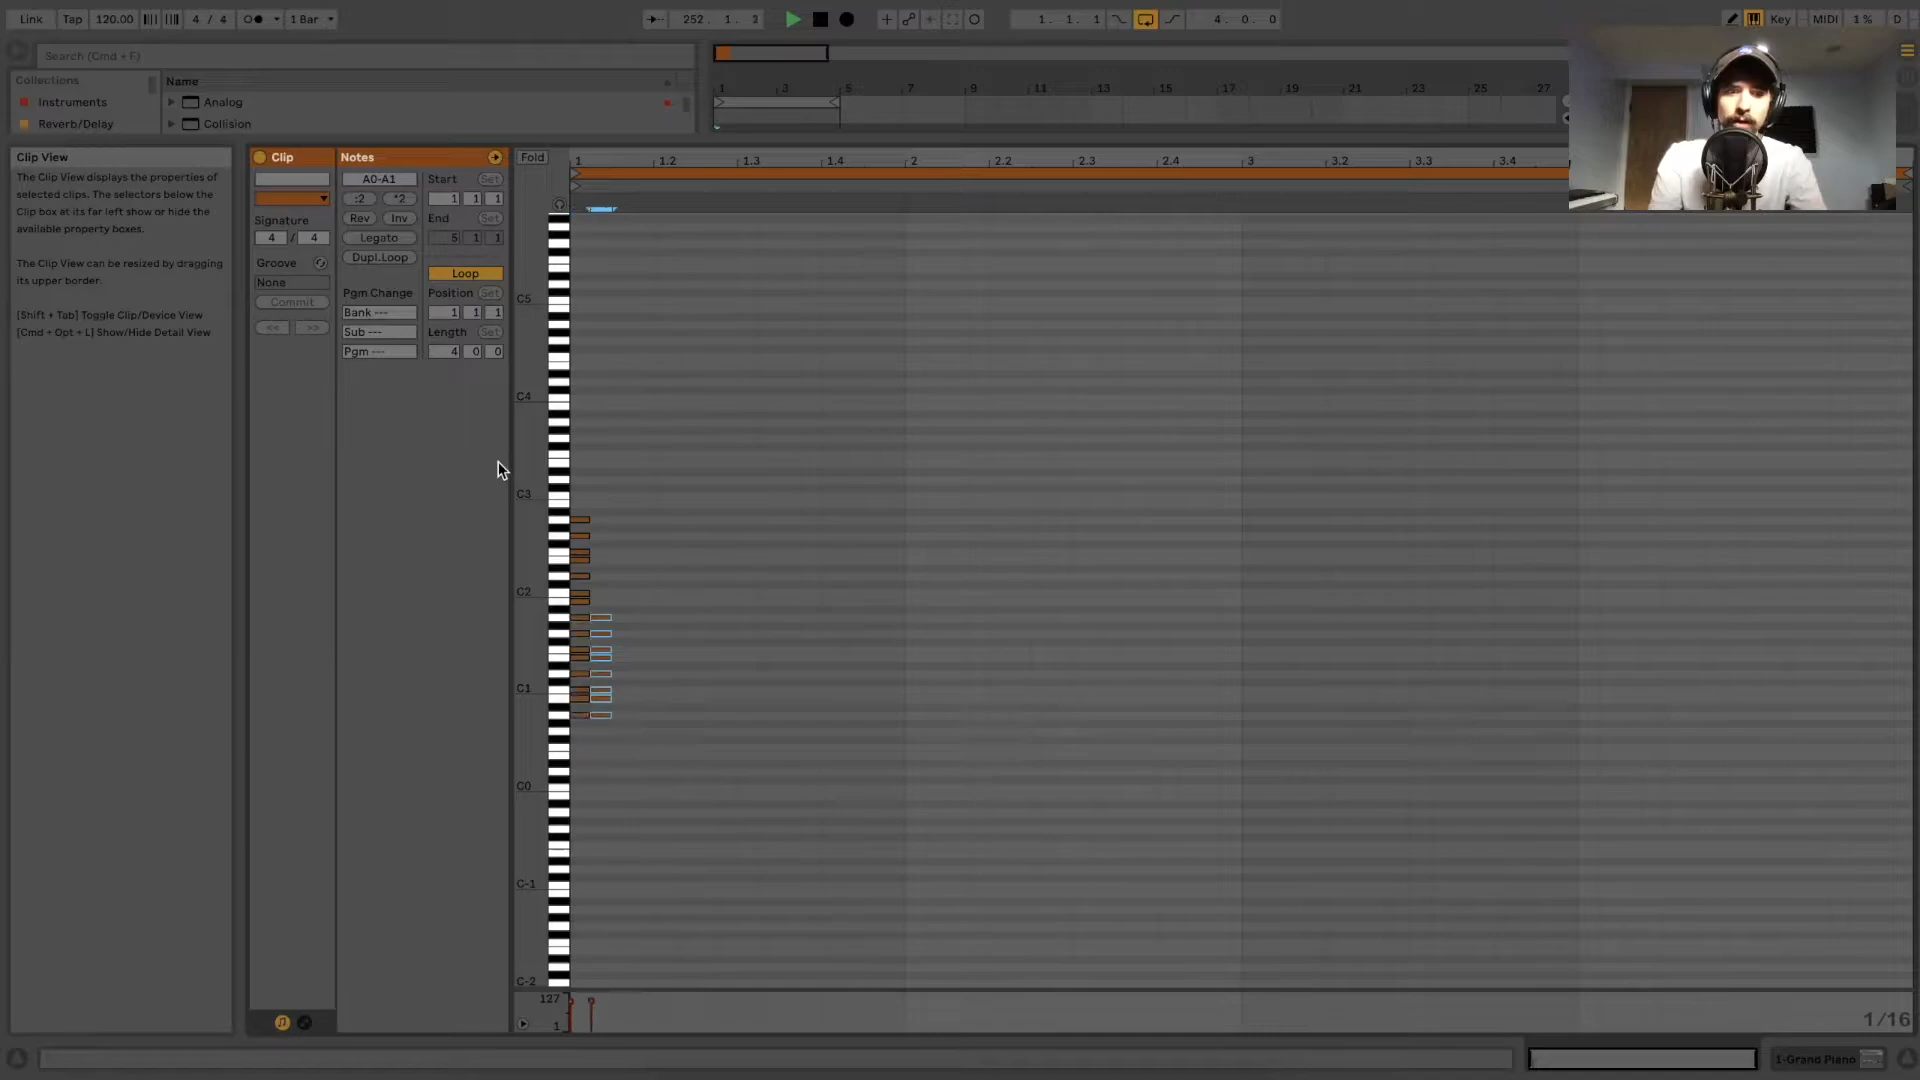 Link Tap 120.00 4 / 4 1 Bar 252 . 1 . 3 1 . 1 . 1 4 . 0 . 0 Key MIDI 1 % D
Search (Cmd + F)
Collections
Instruments
Reverb/Delay
Name
Analog
Collision
1 3 5 7 9 11 13 15 17 19 21 23 25 27
Clip View
The Clip View displays the properties of
selected clips. The selectors below the
Clip box at its far left show or hide the
available property boxes.
The Clip View can be resized by dragging
its upper border.
[Shift + Tab] Toggle Clip/Device View
[Cmd + Opt + L] Show/Hide Detail View
Clip
Signature
4 / 4
Groove
None
Commit
<< >>
Notes
A0-A1
:2 *2
Rev Inv
Legato
Dupl.Loop
Pgm Change
Bank ---
Sub ---
Pgm ---
Start Set
1 1 1
End Set
5 1 1
Loop
Position Set
1 1 1
Length Set
4 0 0
Fold
1 1.2 1.3 1.4 2 2.2 2.3 2.4 3 3.2 3.3 3.4
C5
C4
C3
C2
C1
C0
C-1
C-2
127
1
1/16
1-Grand Piano